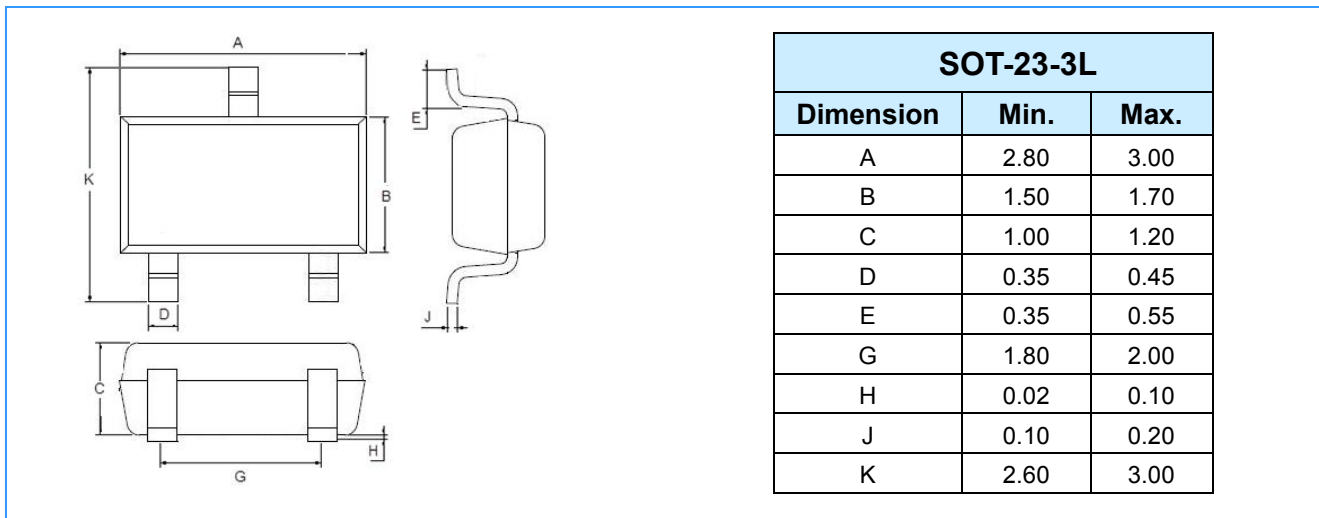 A
K
B
D
E
J
C
H
G
SOT-23-3L
Dimension Min. Max.
A 2.80 3.00
B 1.50 1.70
C 1.00 1.20
D 0.35 0.45
E 0.35 0.55
G 1.80 2.00
H 0.02 0.10
J 0.10 0.20
K 2.60 3.00